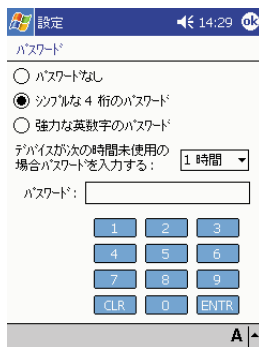 設定 14:29 ok
パスワード
パスワードなし
シンプルな 4 桁のパスワード
強力な英数字のパスワード
デバイスが次の時間未使用の
場合パスワードを入力する: 1 時間
パスワード:
1 2 3
4 5 6
7 8 9
CLR 0 ENTR
A